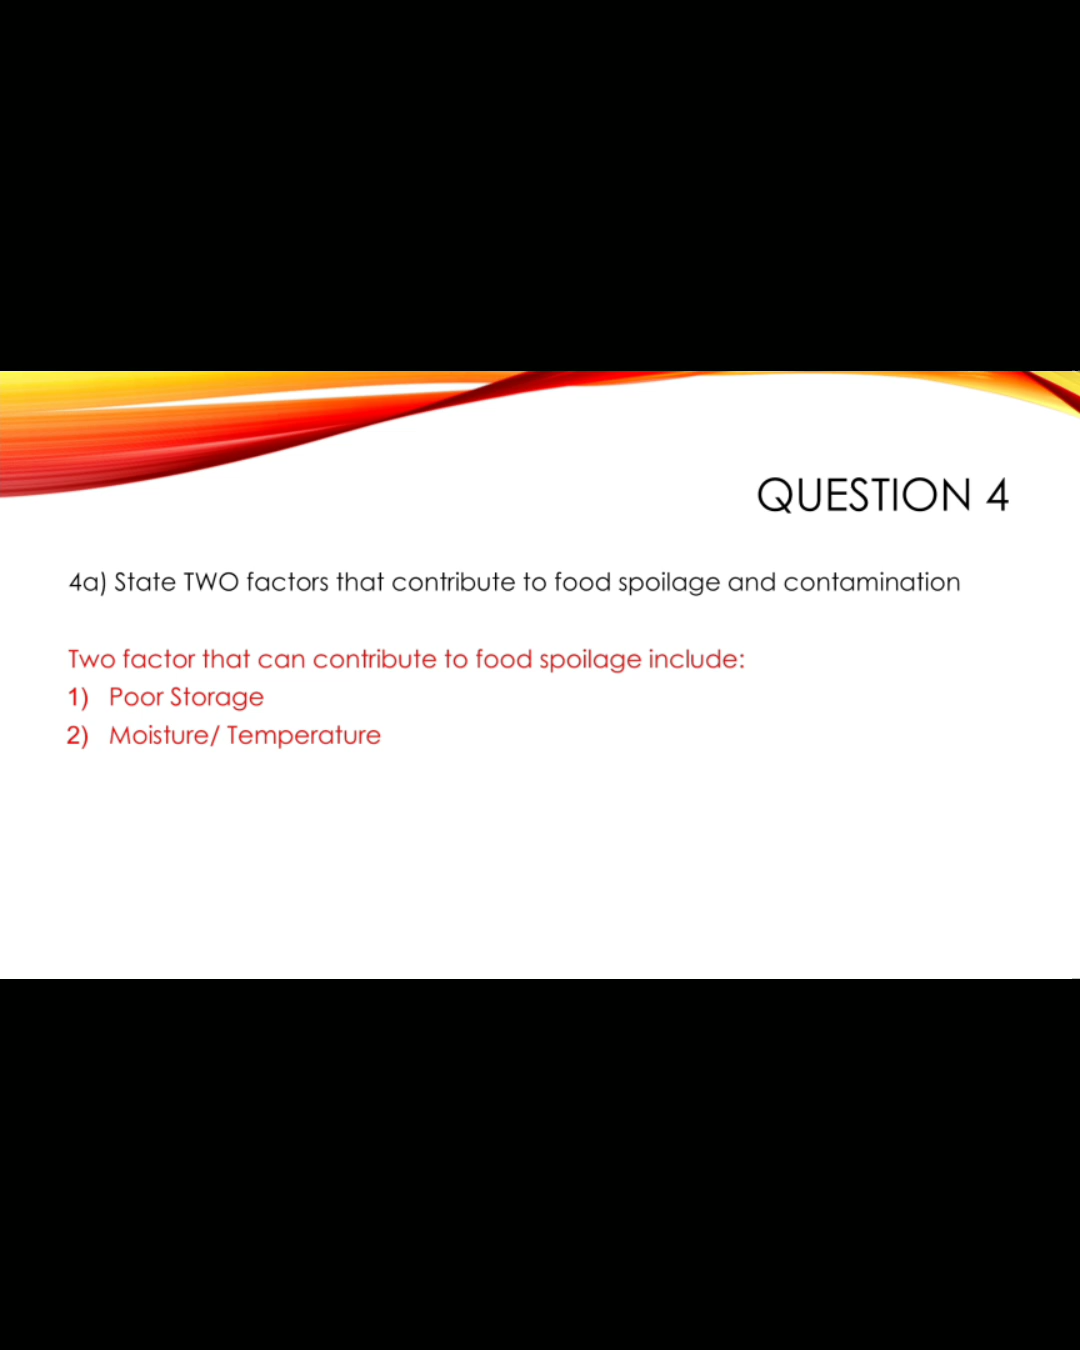 QUESTION 4
4a) State TWO factors that contribute to food spoilage and contamination
Two factor that can contribute to food spoilage include:
1) Poor Storage
2) Moisture/ Temperature